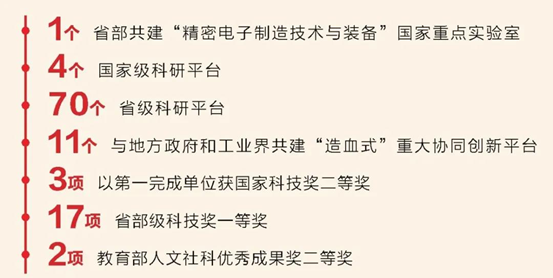 1个 省部共建“精密电子制造技术与装备”国家重点实验室
4个 国家级科研平台
70个 省级科研平台
11个 与地方政府和工业界共建“造血式”重大协同创新平台
3项 以第一完成单位获国家科技奖二等奖
17项 省部级科技奖一等奖
2项 教育部人文社科优秀成果奖二等奖